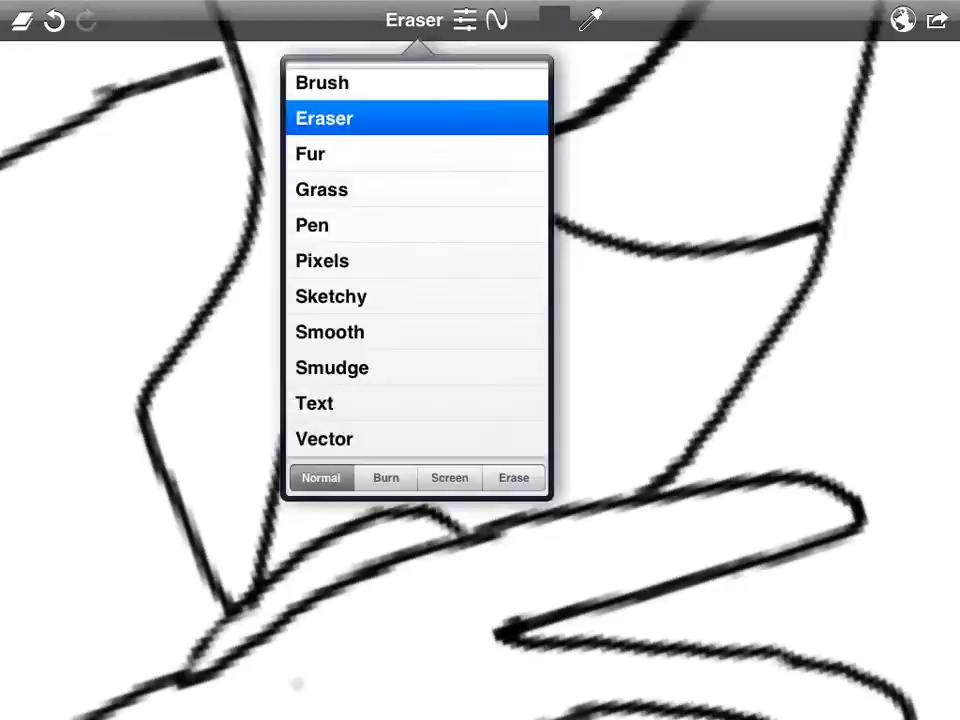 Eraser
Brush
Eraser
Fur
Grass
Pen
Pixels
Sketchy
Smooth
Smudge
Text
Vector
Normal Burn Screen Erase